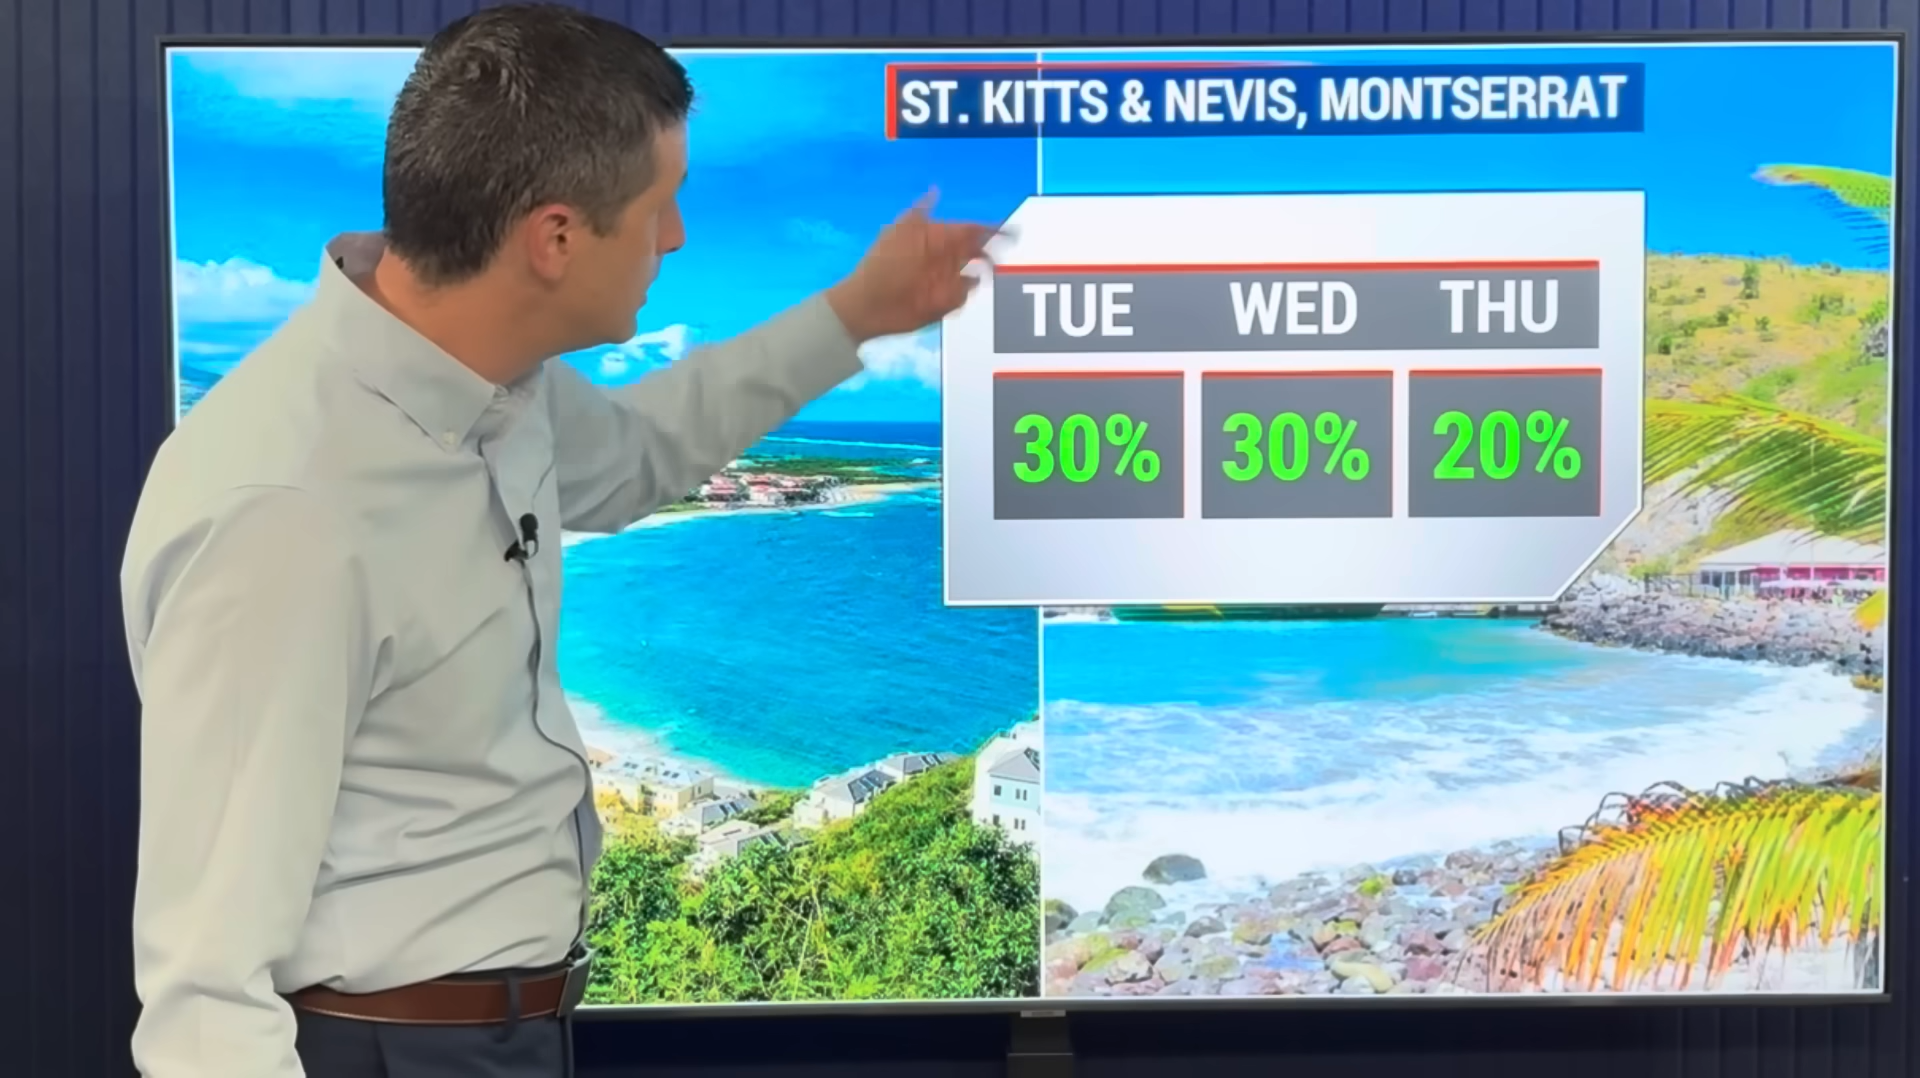 ST. KITTS & NEVIS, MONTSERRAT
TUE WED THU
30% 30% 20%